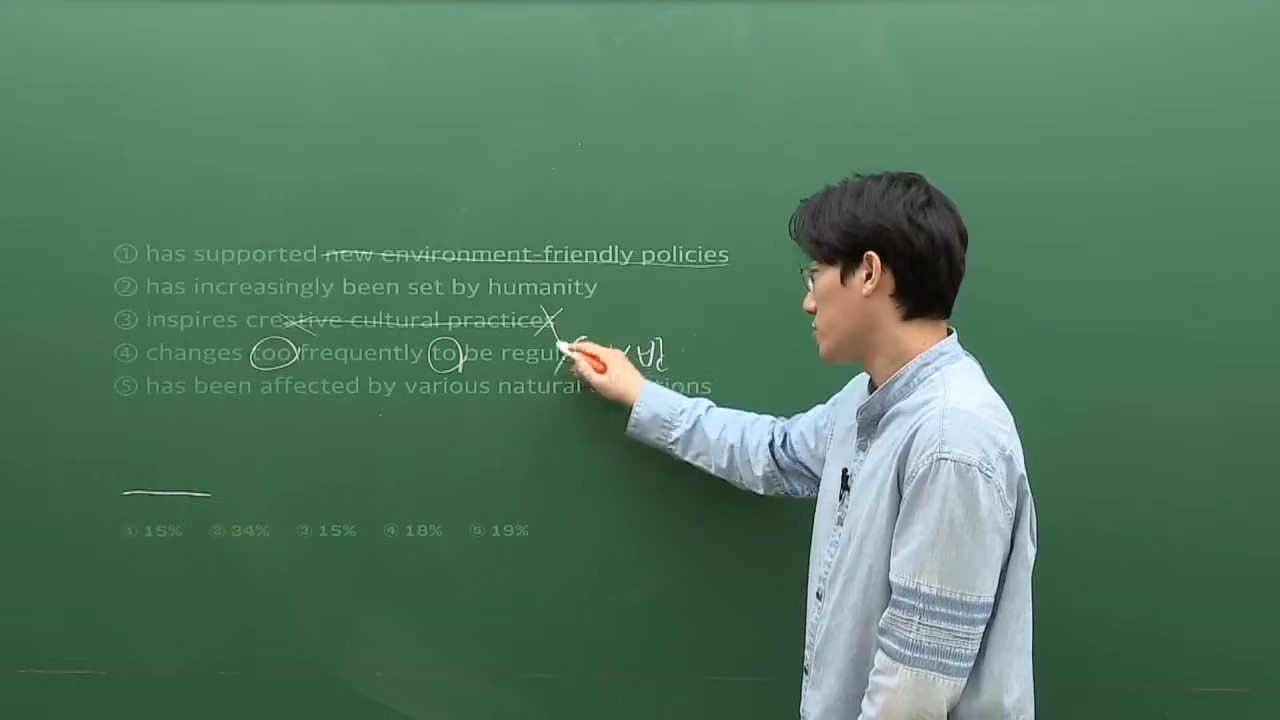 ① has supported new environment-friendly policies
② has increasingly been set by humanity
③ inspires creative cultural practices
④ changes too frequently to be
⑤ has been affected by various natural
① 15% ② 34% ③ 15% ④ 18% ⑤ 19%